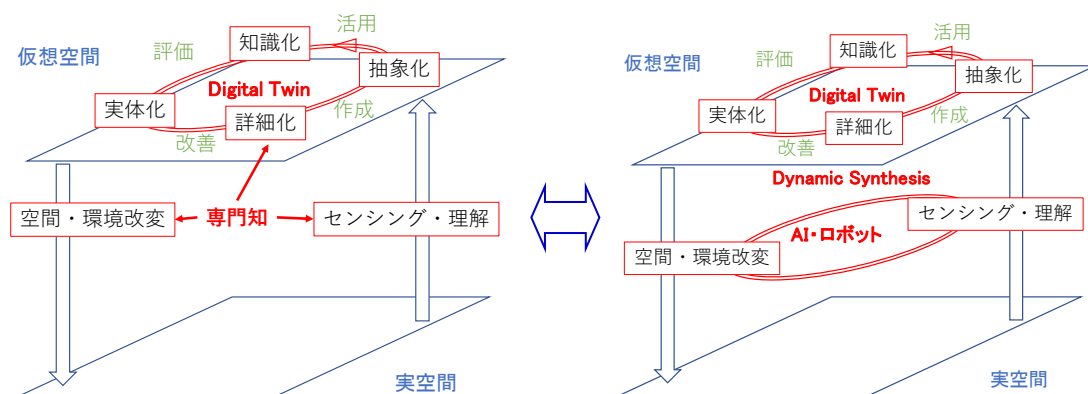 活用
知識化
評価
仮想空間
抽象化
Digital Twin
実体化
作成
詳細化
改善
空間・環境改変
専門知
センシング・理解
実空間
活用
知識化
評価
仮想空間
抽象化
Digital Twin
実体化
作成
詳細化
改善
Dynamic Synthesis
センシング・理解
AI・ロボット
空間・環境改変
実空間